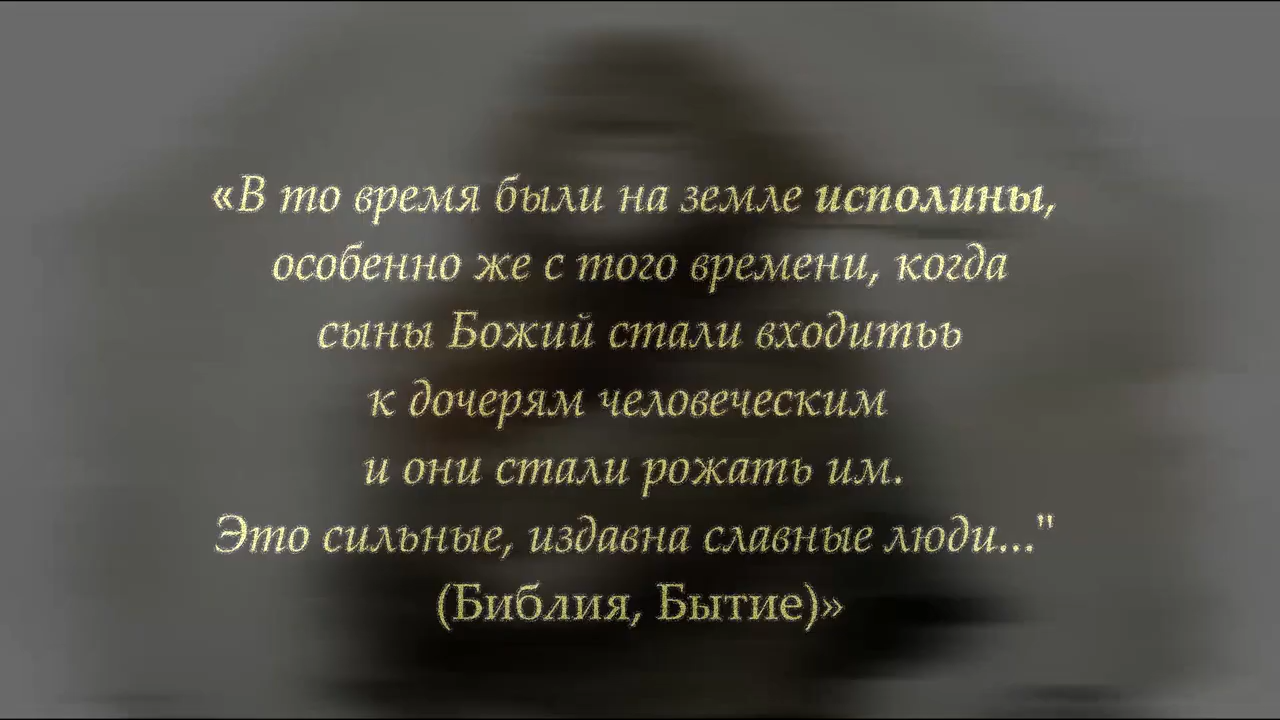 «В то время были на земле исполины,
особенно же с того времени, когда
сыны Божий стали входитьь
к дочерям человеческим
и они стали рожать им.
Это сильные, издавна славные люди..."
(Библия, Бытие)»